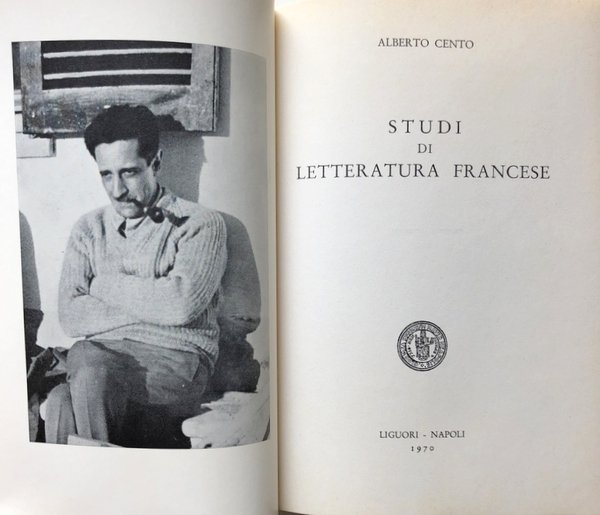 ALBERTO CENTO
STUDI
DI
LETTERATURA FRANCESE
LIGUORI - NAPOLI
1970